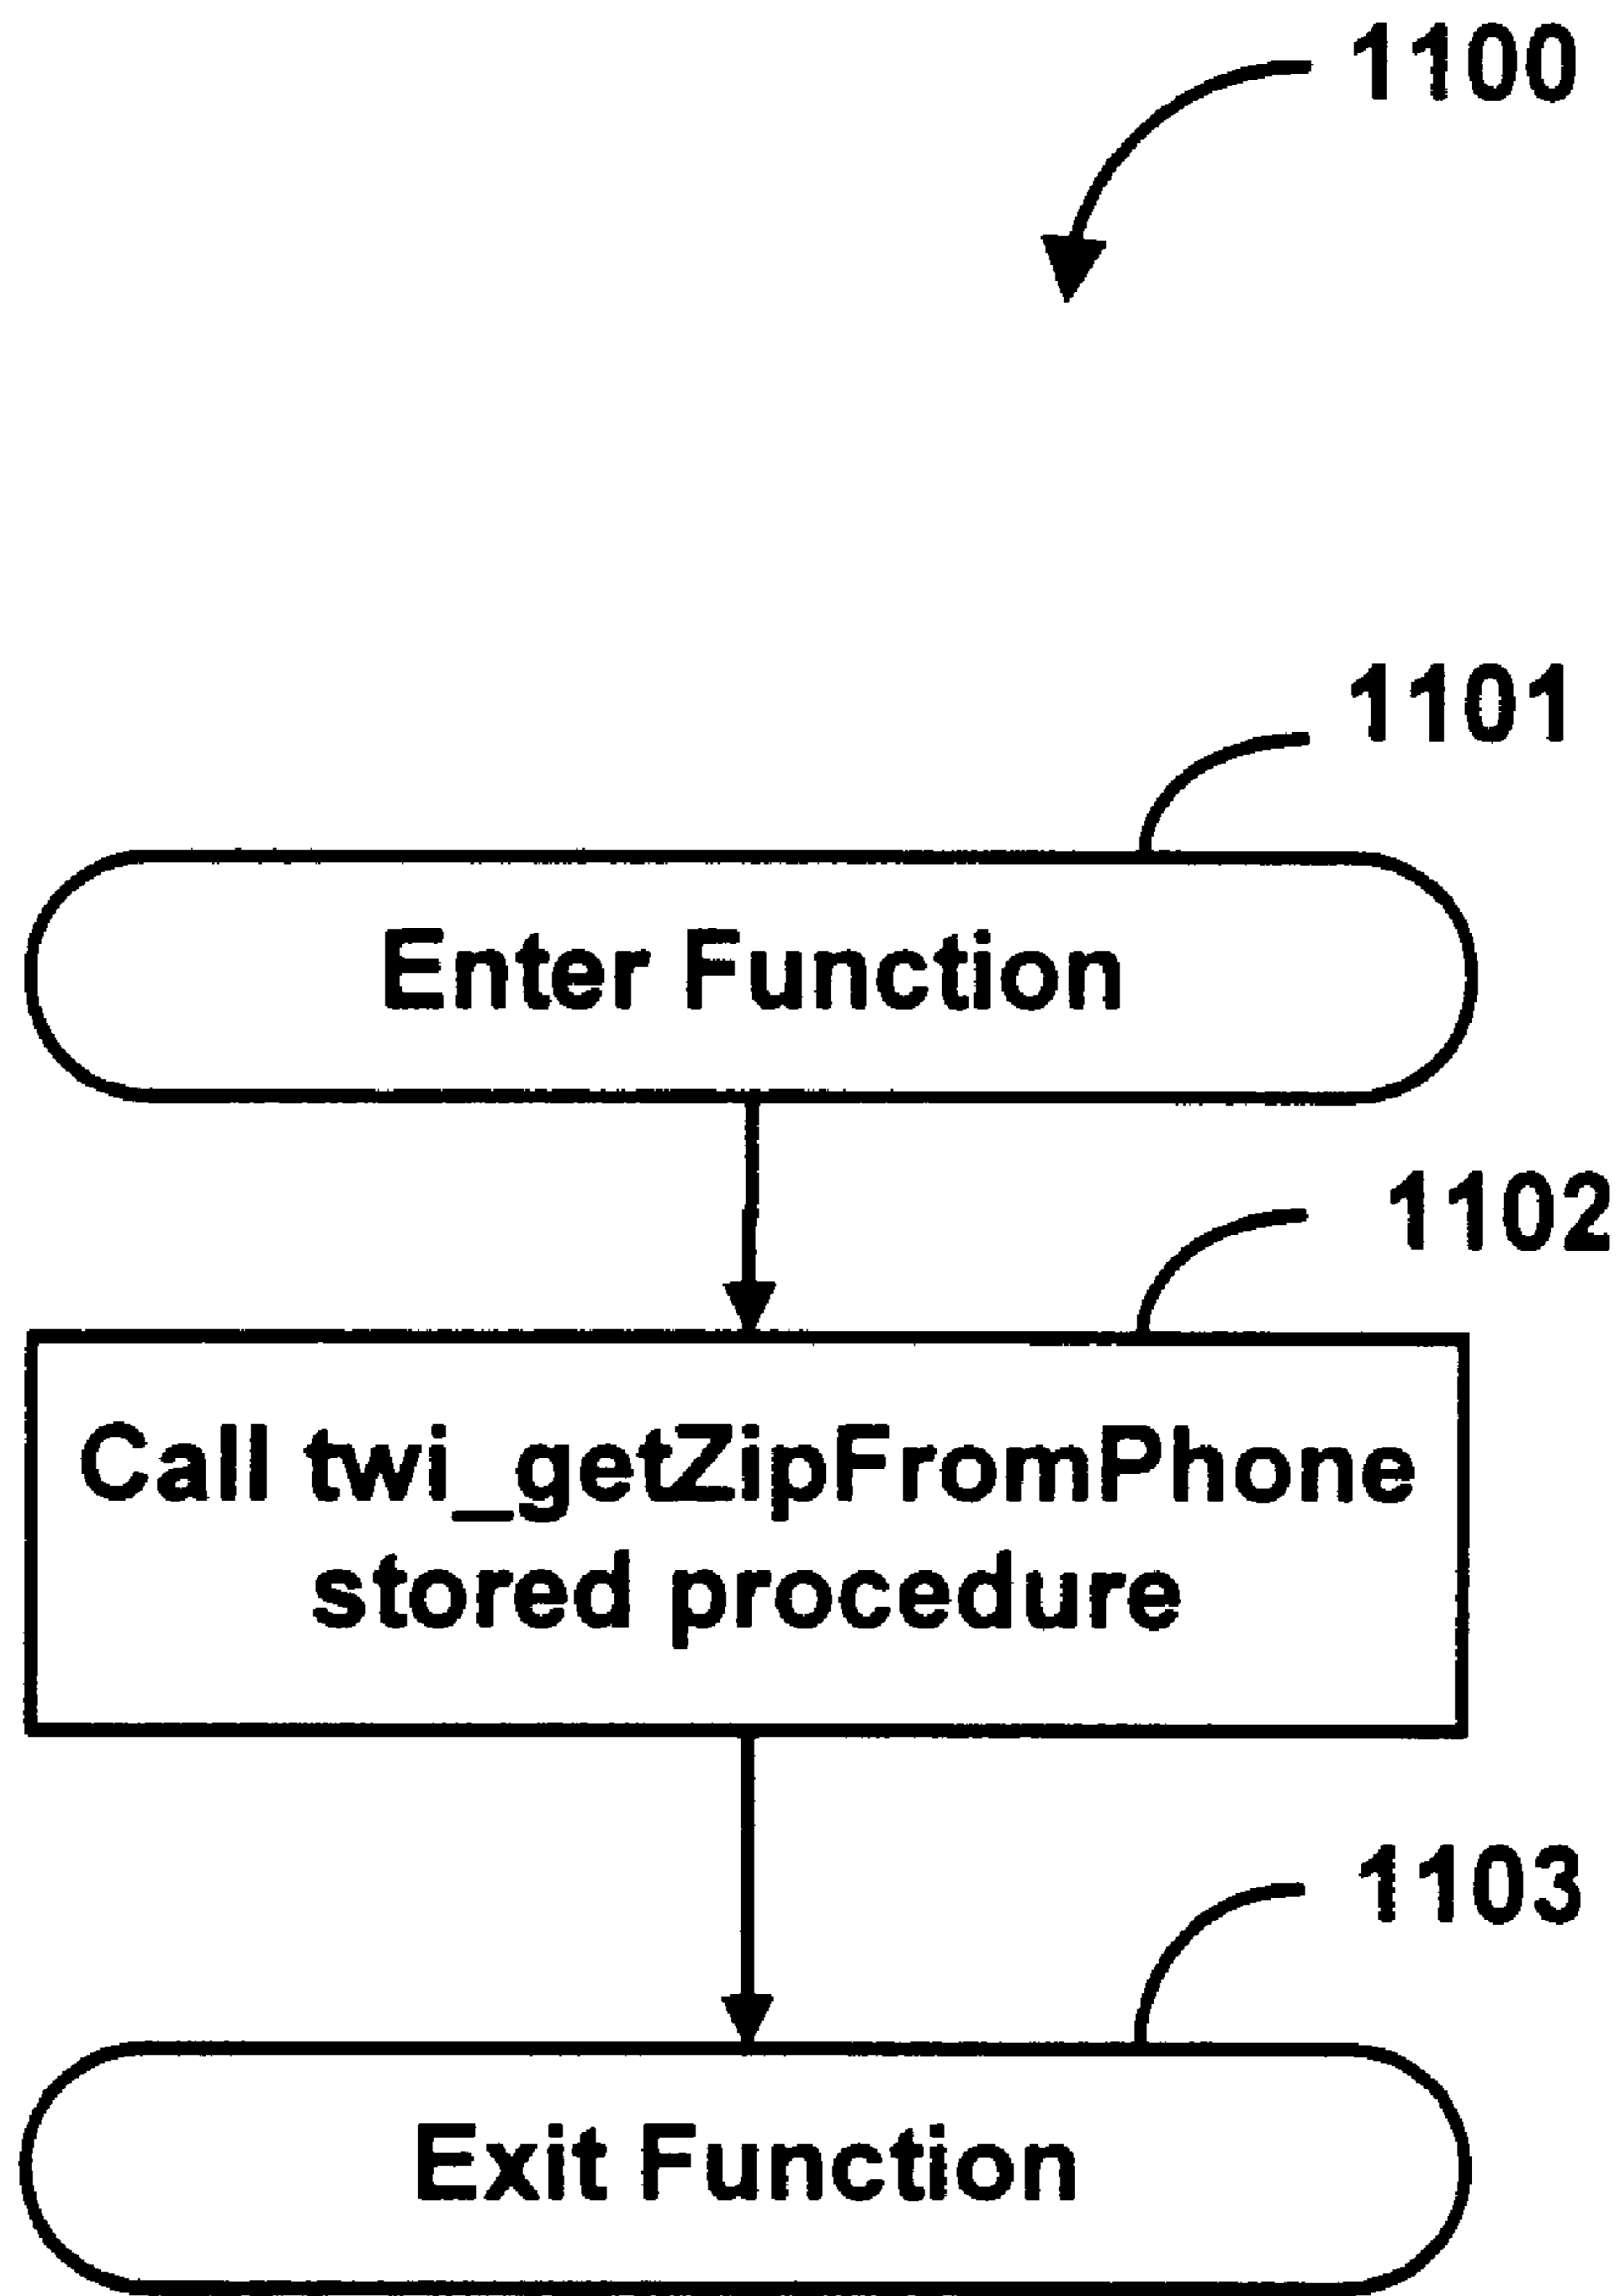 1100
1101
Enter Function
1102
Call twi_getZipFromPhone
stored procedure
1103
Exit Function